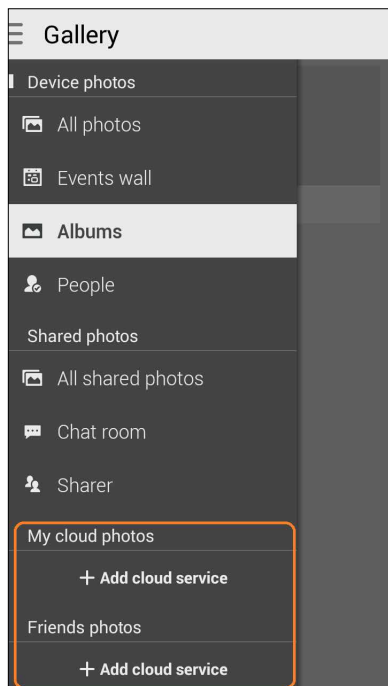 Gallery
Device photos
All photos
Events wall
Albums
People
Shared photos
All shared photos
Chat room
Sharer
My cloud photos
+ Add cloud service
Friends photos
+ Add cloud service